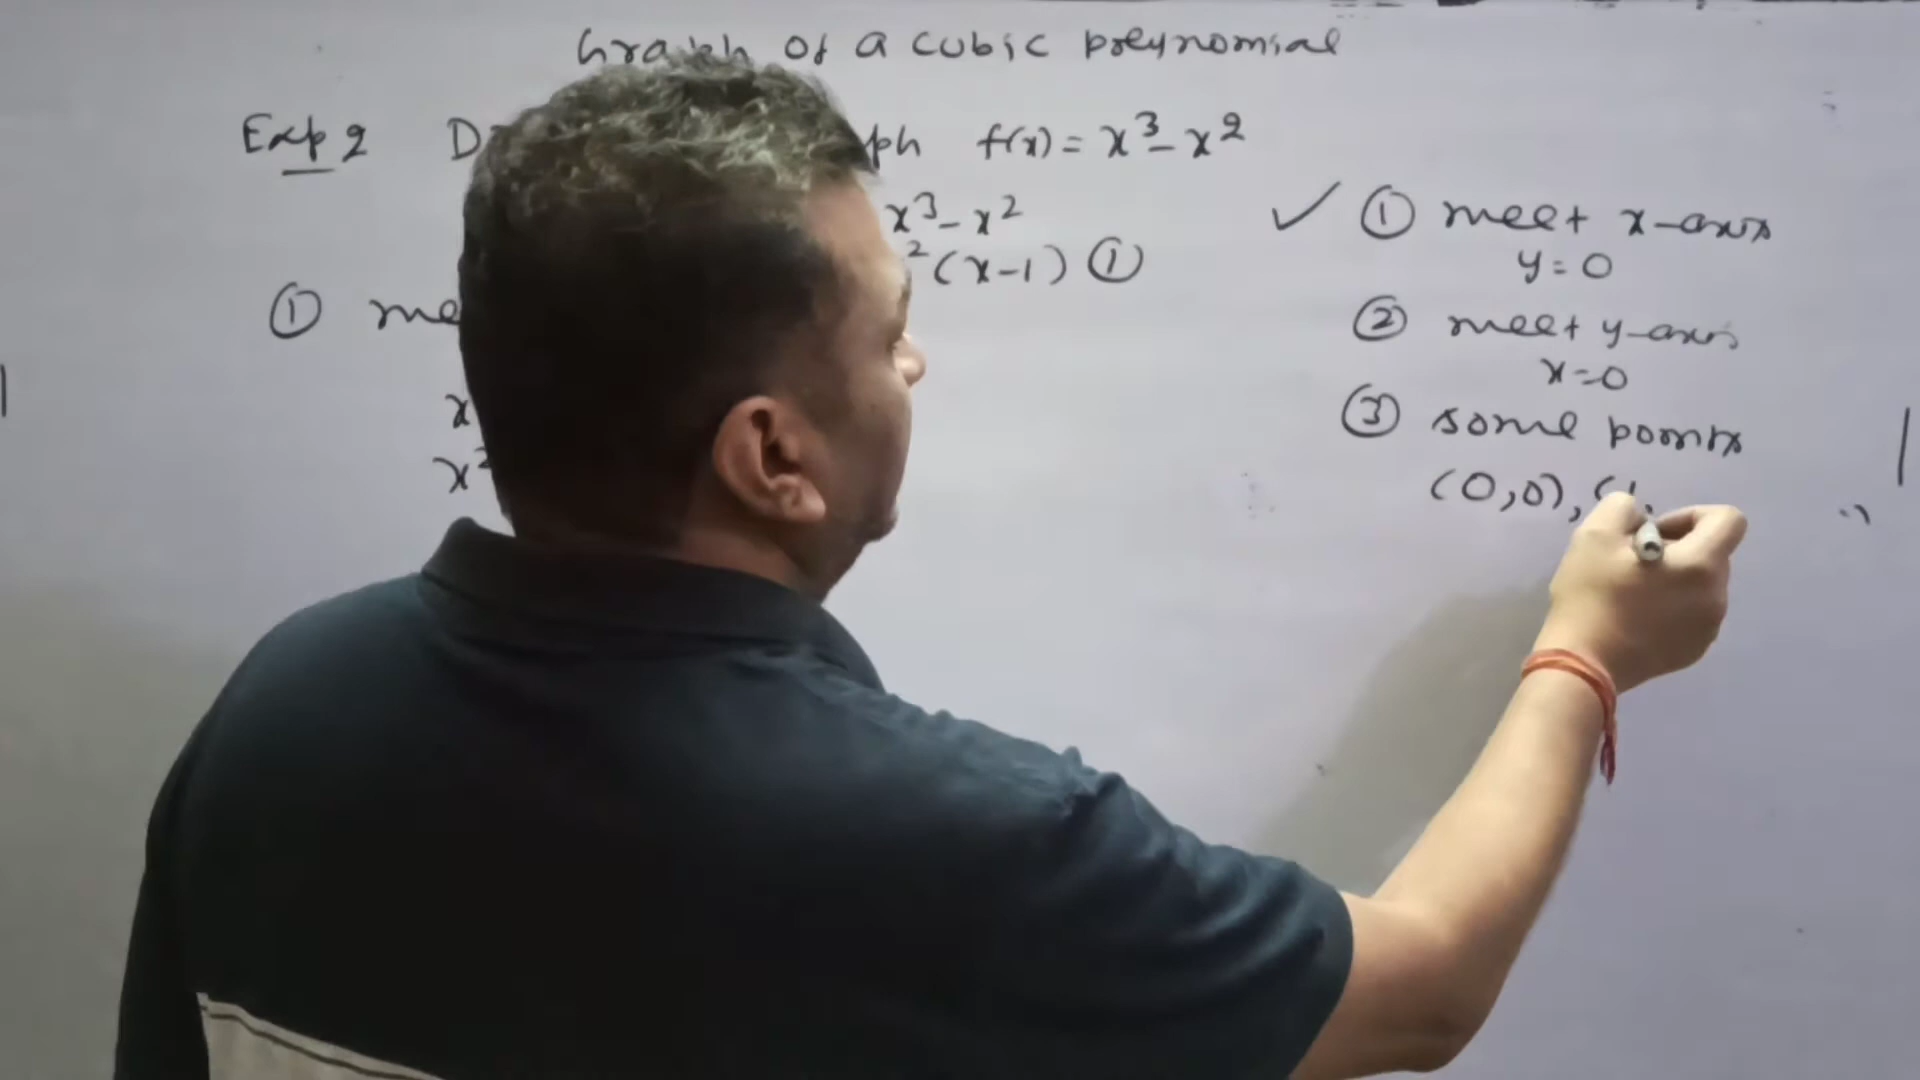 Graph of a cubic polynomial
Exp 2 D ph f(x) = x³ - x²
x³ - x²
²(x-1) ①
① me
x
x²
✓ ① meet x-axis
y = 0
② meet y-axis
x = 0
③ some points
(0,0), (1,